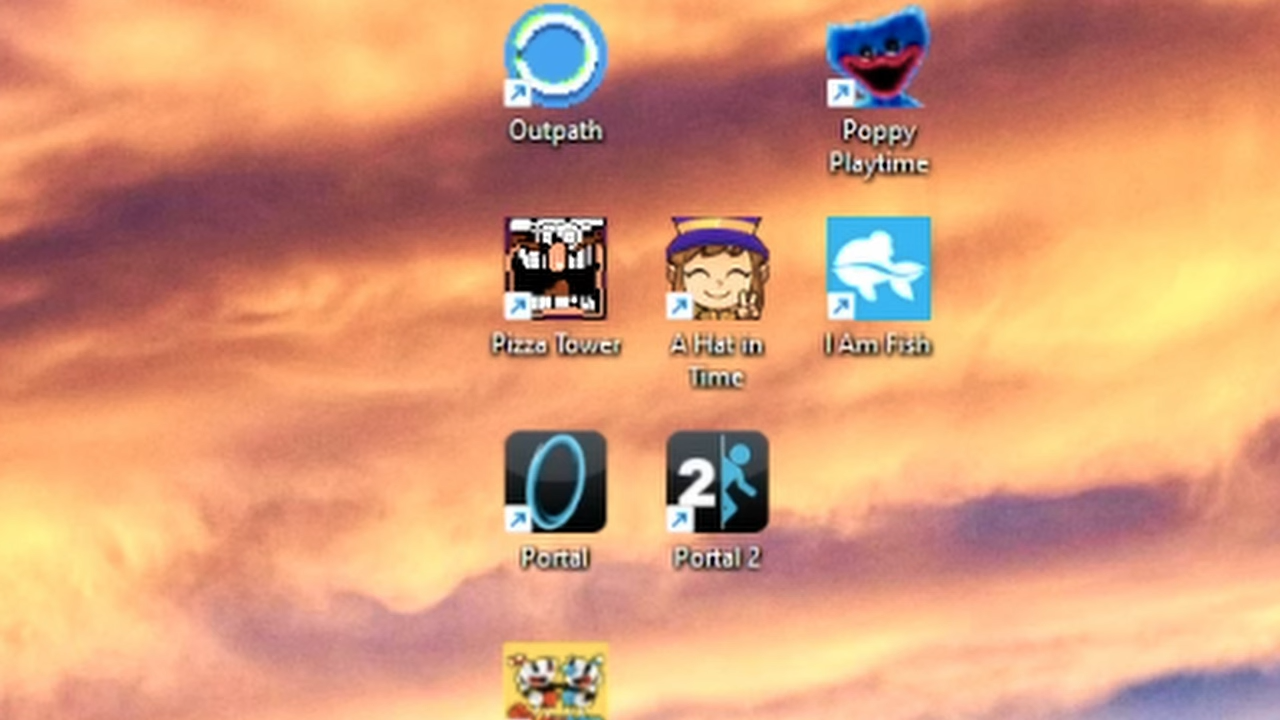 Outpath
Poppy
Playtime
Pizza Tower
A Hat in
Time
I Am Fish
2
Portal
Portal 2